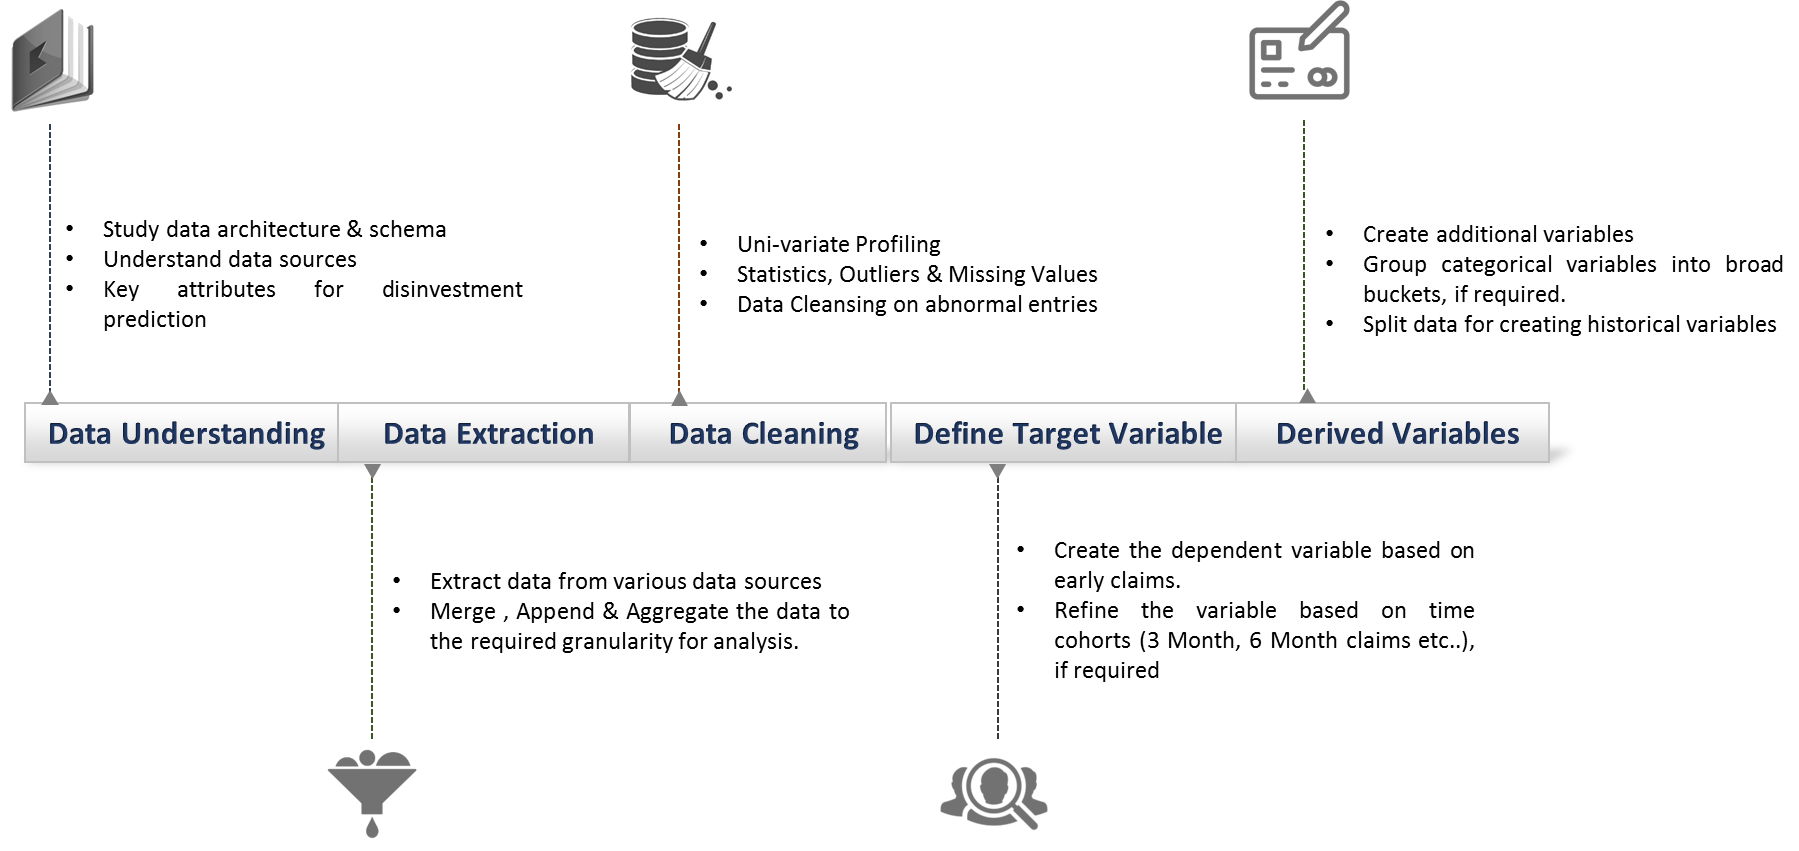 • Study data architecture & schema
• Understand data sources
• Key attributes for disinvestment
prediction
• Uni-variate Profiling
• Statistics, Outliers & Missing Values
• Data Cleansing on abnormal entries
• Create additional variables
• Group categorical variables into broad
buckets, if required.
• Split data for creating historical variables
Data Understanding
Data Extraction
Data Cleaning
Define Target Variable
Derived Variables
• Extract data from various data sources
• Merge , Append & Aggregate the data to
the required granularity for analysis.
• Create the dependent variable based on
early claims.
• Refine the variable based on time
cohorts (3 Month, 6 Month claims etc..),
if required